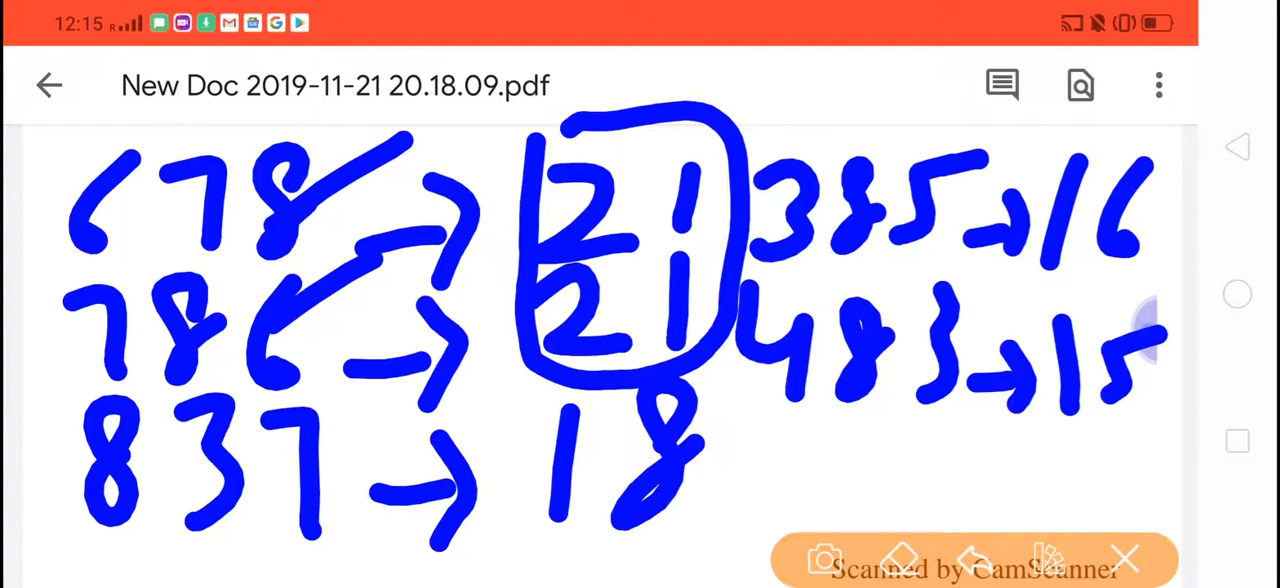 12:15 R
New Doc 2019-11-21 20.18.09.pdf
678 → 21 385 → 16
786 → 21 483 → 15
837 → 18
Scanned by CamScanner